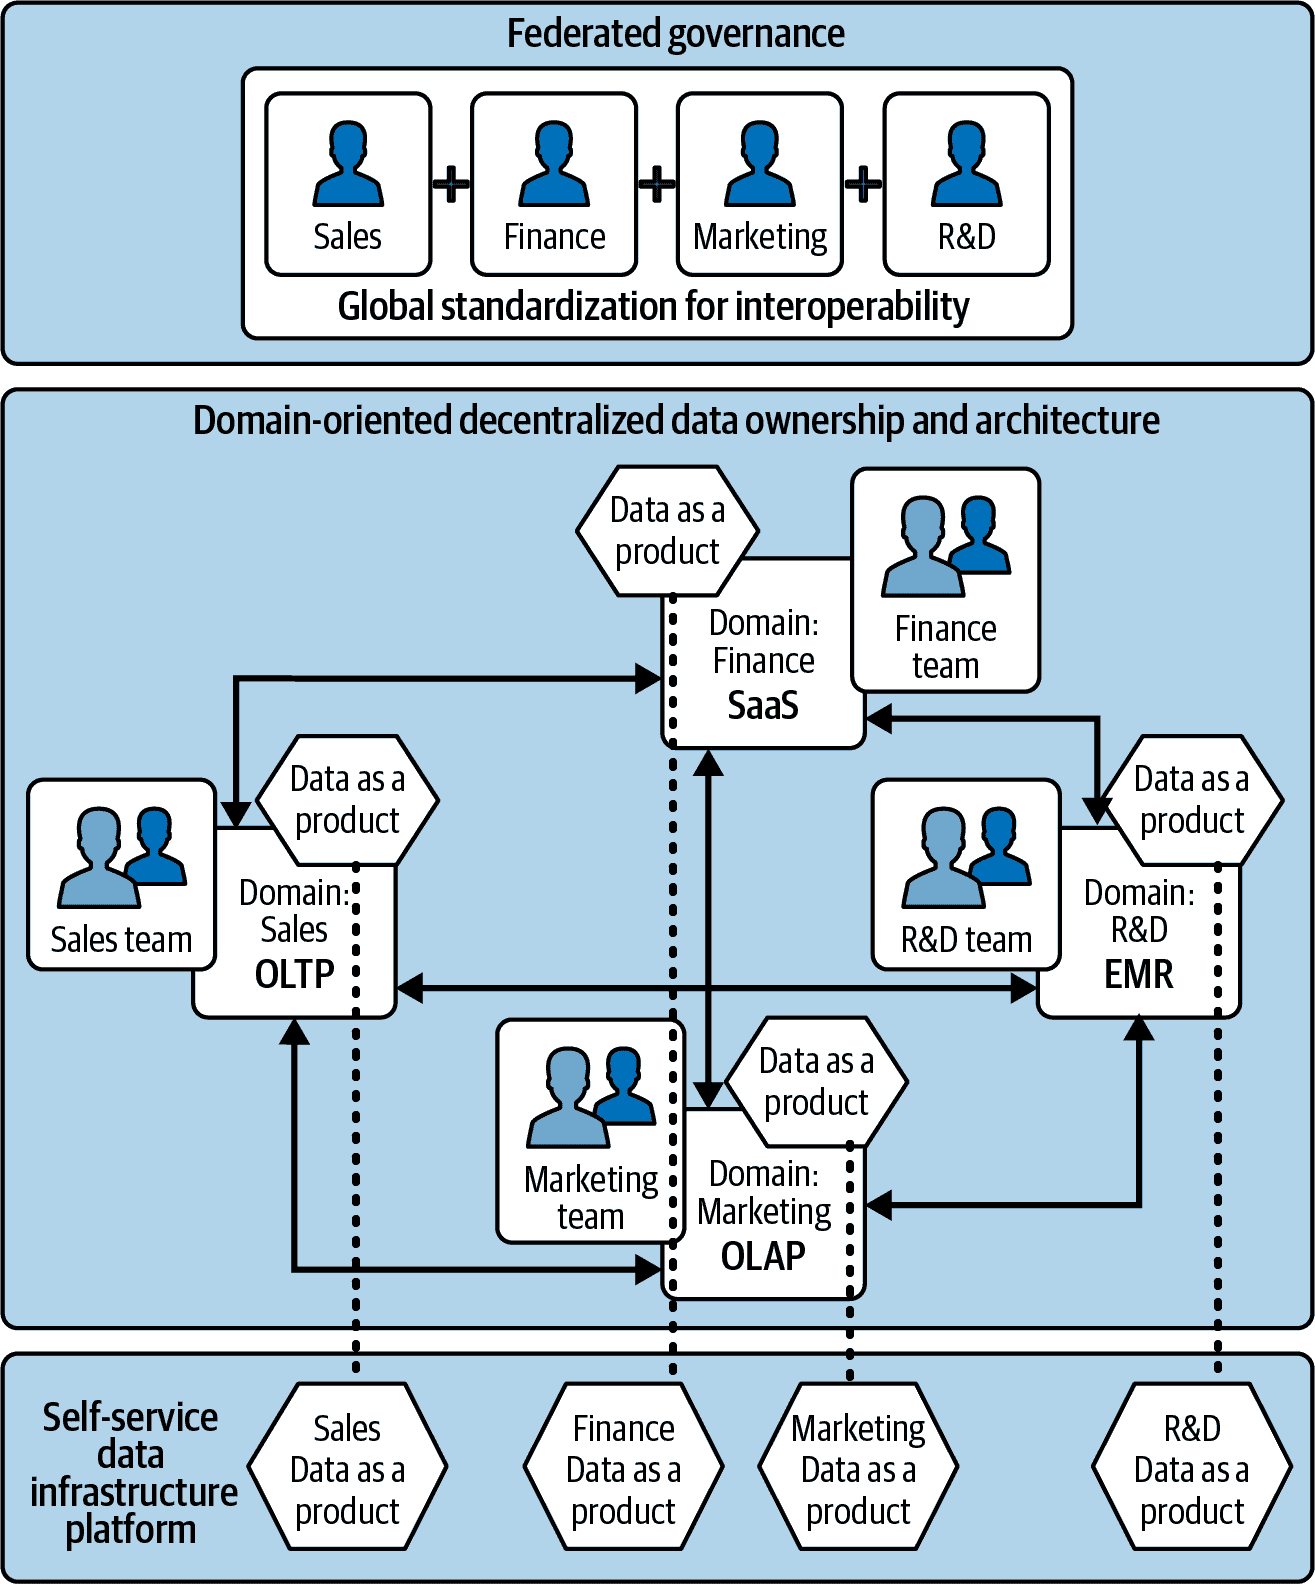 Federated governance
Sales
Finance
Marketing
R&D
Global standardization for interoperability
Domain-oriented decentralized data ownership and architecture
Data as a
product
Domain:
Finance
SaaS
Finance
team
Sales team
Data as a
product
Domain:
Sales
OLTP
R&D team
Data as a
product
Domain:
R&D
EMR
Marketing
team
Data as a
product
Domain:
Marketing
OLAP
Self-service
data
infrastructure
platform
Sales
Data as a
product
Finance
Data as a
product
Marketing
Data as a
product
R&D
Data as a
product